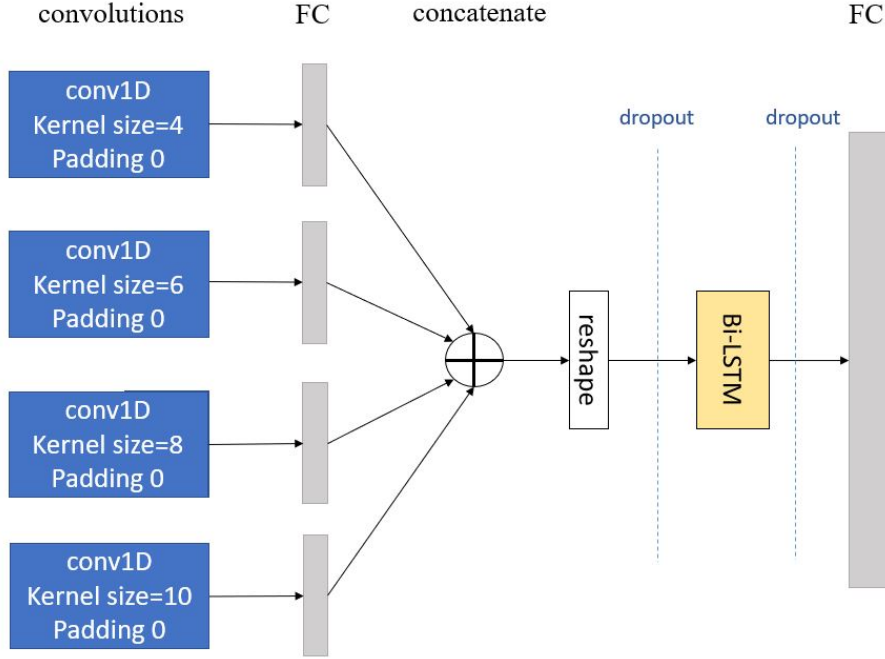 convolutions
FC
concatenate
FC
conv1D
Kernel size=4
Padding 0
conv1D
Kernel size=6
Padding 0
conv1D
Kernel size=8
Padding 0
conv1D
Kernel size=10
Padding 0
reshape
dropout
Bi-LSTM
dropout